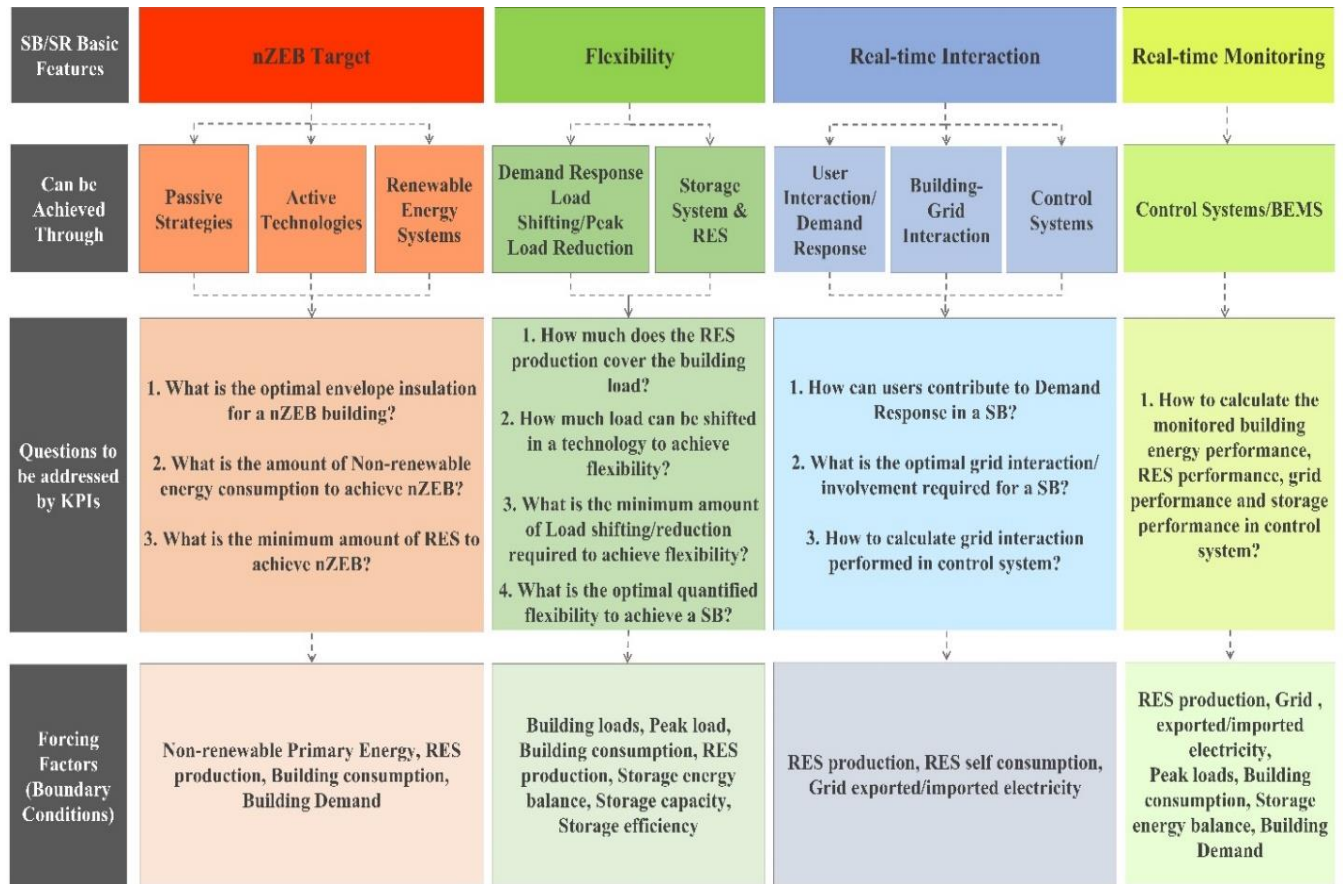 SB/SR Basic
Features
nZEB Target
Flexibility
Real-time Interaction
Real-time Monitoring
Can be
Achieved
Through
Passive
Strategies
Active
Technologies
Renewable
Energy
Systems
Demand Response
Load
Shifting/Peak
Load Reduction
Storage
System &
RES
User
Interaction/
Demand
Response
Building-
Grid
Interaction
Control
Systems
Control Systems/BEMS
Questions to
be addressed
by KPIs
1. What is the optimal envelope insulation
for a nZEB building?
2. What is the amount of Non-renewable
energy consumption to achieve nZEB?
3. What is the minimum amount of RES to
achieve nZEB?
1. How much does the RES
production cover the building
load?
2. How much load can be shifted
in a technology to achieve
flexibility?
3. What is the minimum amount
of Load shifting/reduction
required to achieve flexibility?
4. What is the optimal quantified
flexibility to achieve a SB?
1. How can users contribute to Demand
Response in a SB?
2. What is the optimal grid interaction/
involvement required for a SB?
3. How to calculate grid interaction
performed in control system?
1. How to calculate the
monitored building
energy performance,
RES performance, grid
performance and storage
performance in control
system?
Forcing
Factors
(Boundary
Conditions)
Non-renewable Primary Energy, RES
production, Building consumption,
Building Demand
Building loads, Peak load,
Building consumption, RES
production, Storage energy
balance, Storage capacity,
Storage efficiency
RES production, RES self consumption,
Grid exported/imported electricity
RES production, Grid ,
exported/imported
electricity,
Peak loads, Building
consumption, Storage
energy balance, Building
Demand